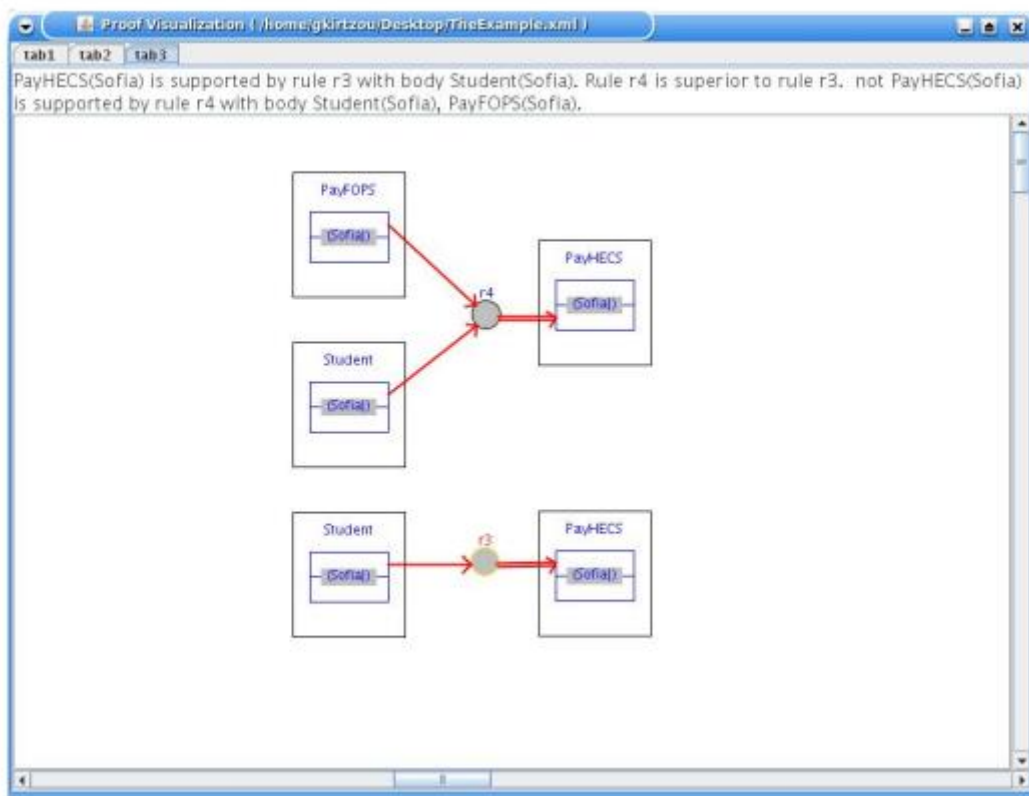 Proof Visualization ( /home/gkirtzou/Desktop/TheExample.xml )
tab1 tab2 tab3
PayHECS(Sofia) is supported by rule r3 with body Student(Sofia). Rule r4 is superior to rule r3. not PayHECS(Sofia)
is supported by rule r4 with body Student(Sofia), PayFOPS(Sofia).
PayFOPS
(Sofia|)
PayHECS
r4
(Sofia|)
Student
(Sofia|)
Student
r3
PayHECS
(Sofia|)
(Sofia|)